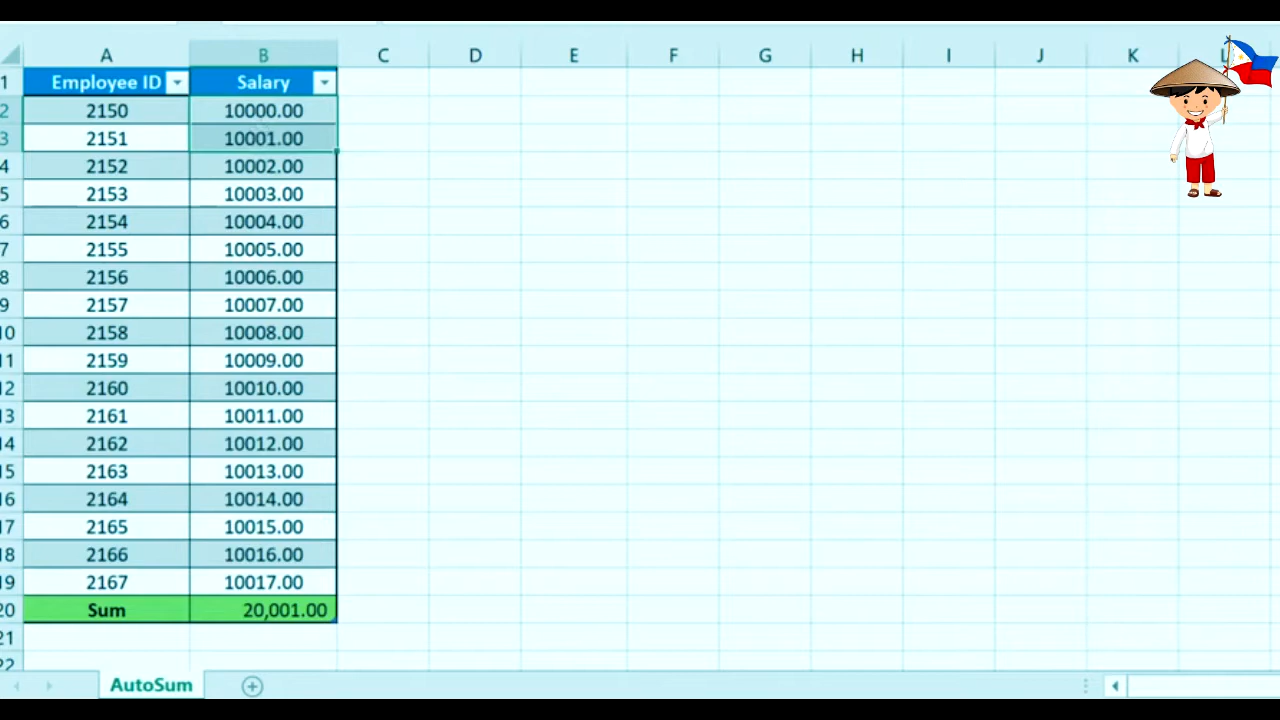 A B C D E F G H I J K L
1 Employee ID Salary
2 2150 10000.00
3 2151 10001.00
4 2152 10002.00
5 2153 10003.00
6 2154 10004.00
7 2155 10005.00
8 2156 10006.00
9 2157 10007.00
10 2158 10008.00
11 2159 10009.00
12 2160 10010.00
13 2161 10011.00
14 2162 10012.00
15 2163 10013.00
16 2164 10014.00
17 2165 10015.00
18 2166 10016.00
19 2167 10017.00
20 Sum 20,001.00
21
22
AutoSum